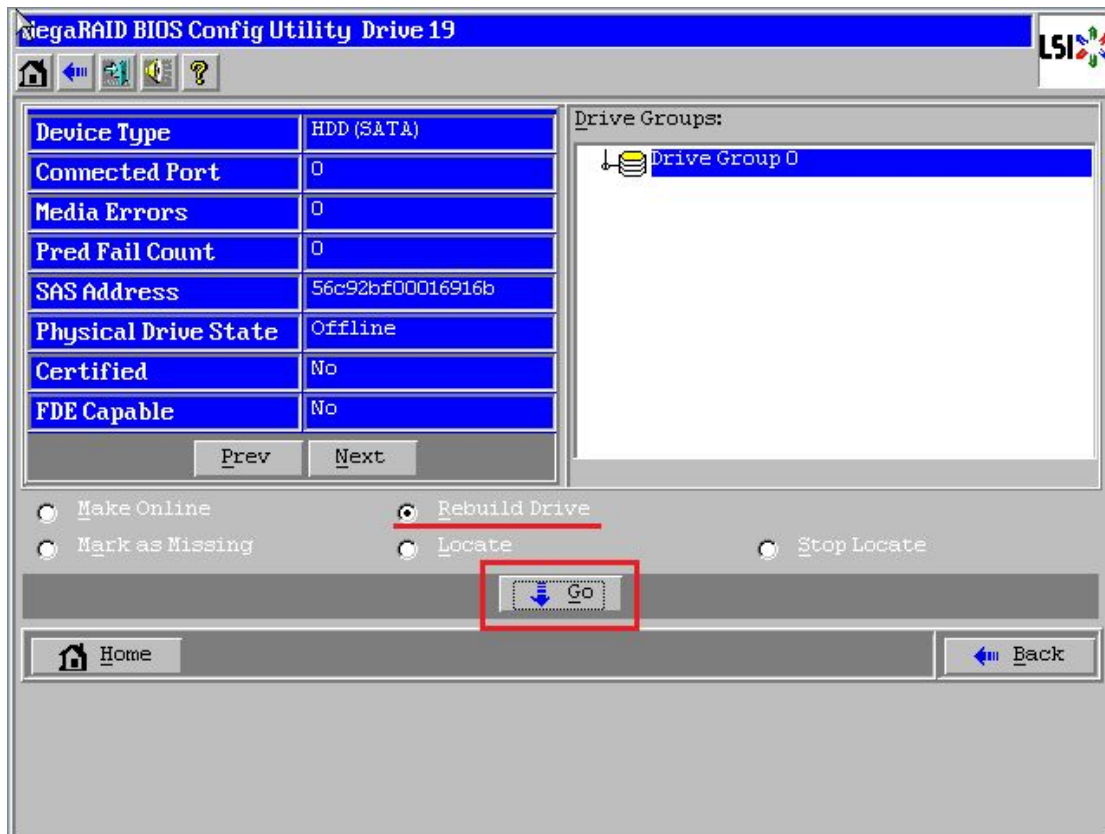 MegaRAID BIOS Config Utility Drive 19
LSI
Device Type HDD (SATA)
Connected Port 0
Media Errors 0
Pred Fail Count 0
SAS Address 56c92bf00016916b
Physical Drive State Offline
Certified No
FDE Capable No
Prev Next
Drive Groups:
Drive Group 0
Make Online Rebuild Drive
Mark as Missing Locate Stop Locate
Go
Home Back